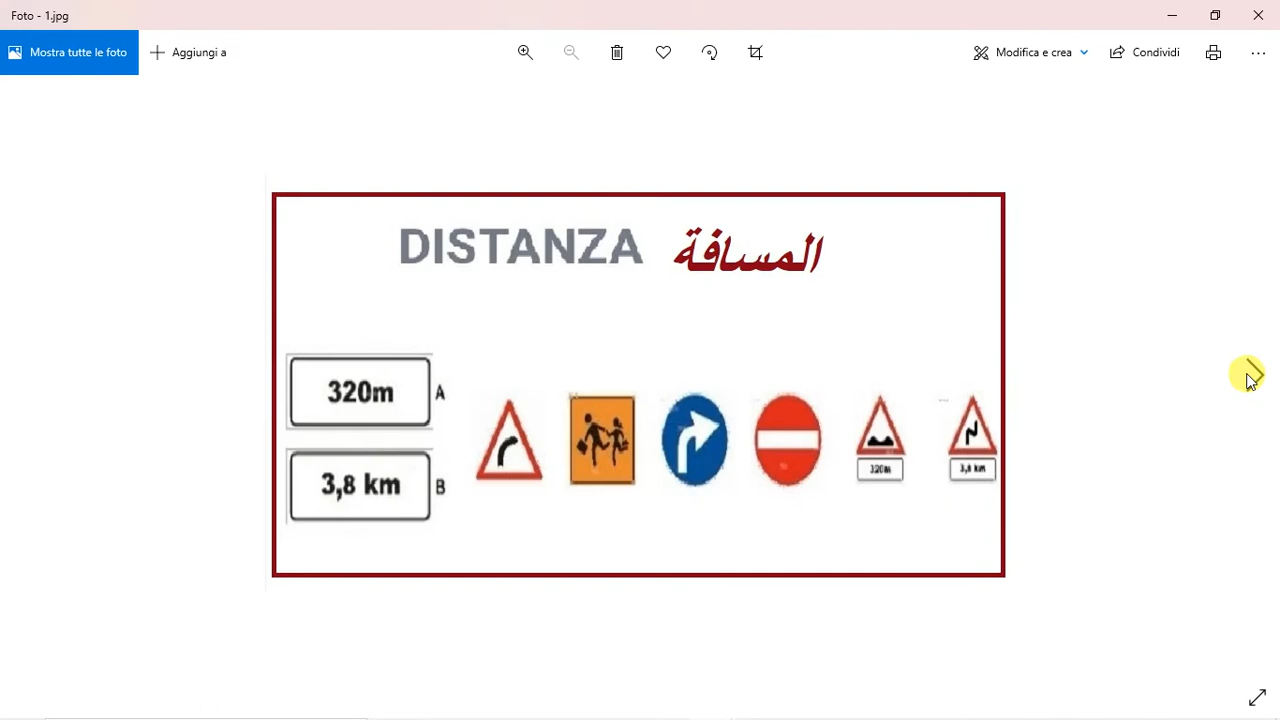 Foto - 1.jpg
Mostra tutte le foto
Aggiungi a
Modifica e crea
Condividi
DISTANZA المسافة
320m A
3,8 km B
320m
3,8 km